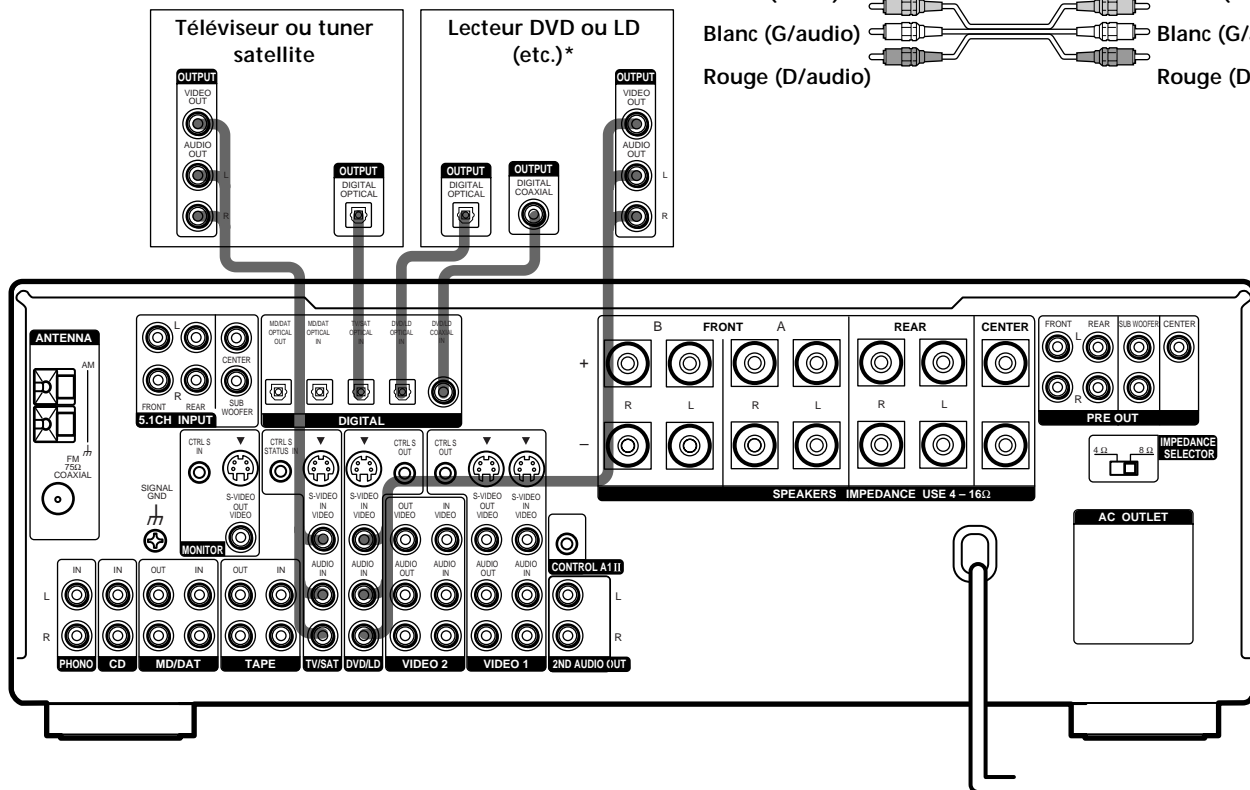 Téléviseur ou tuner
satellite
Lecteur DVD ou LD
(etc.)*
Blanc (G/audio)
Blanc (G/
Rouge (D/audio)
Rouge (D
OUTPUT
VIDEO
OUT
AUDIO
OUT
L
R
OUTPUT
DIGITAL
OPTICAL
OUTPUT
DIGITAL
OPTICAL
OUTPUT
DIGITAL
COAXIAL
OUTPUT
VIDEO
OUT
AUDIO
OUT
L
R
ANTENNA
AM
FM
75Ω
COAXIAL
L
R
CENTER
FRONT REAR
SUB
WOOFER
5.1CH INPUT
MD/DAT
OPTICAL
OUT
MD/DAT
OPTICAL
IN
TV/SAT
OPTICAL
IN
DVD/LD
OPTICAL
IN
DVD/LD
COAXIAL
IN
DIGITAL
B FRONT A REAR CENTER
+
R L R L R L
–
SPEAKERS IMPEDANCE USE 4 – 16Ω
FRONT REAR SUB WOOFER CENTER
L
R
PRE OUT
4 Ω 8 Ω
IMPEDANCE
SELECTOR
AC OUTLET
SIGNAL
GND
CTRL S
IN
S-VIDEO
OUT
VIDEO
MONITOR
CTRL S
STATUS IN
S-VIDEO
IN
VIDEO
S-VIDEO
IN
VIDEO
CTRL S
OUT
OUT
VIDEO
IN
VIDEO
CTRL S
OUT
S-VIDEO
OUT
VIDEO
S-VIDEO
IN
VIDEO
CONTROL A1 II
IN IN OUT IN OUT IN
AUDIO
IN
AUDIO
IN
AUDIO
OUT
AUDIO
IN
AUDIO
OUT
AUDIO
IN
L
R
L
R
PHONO CD MD/DAT TAPE TV/SAT DVD/LD VIDEO 2 VIDEO 1 2ND AUDIO OUT